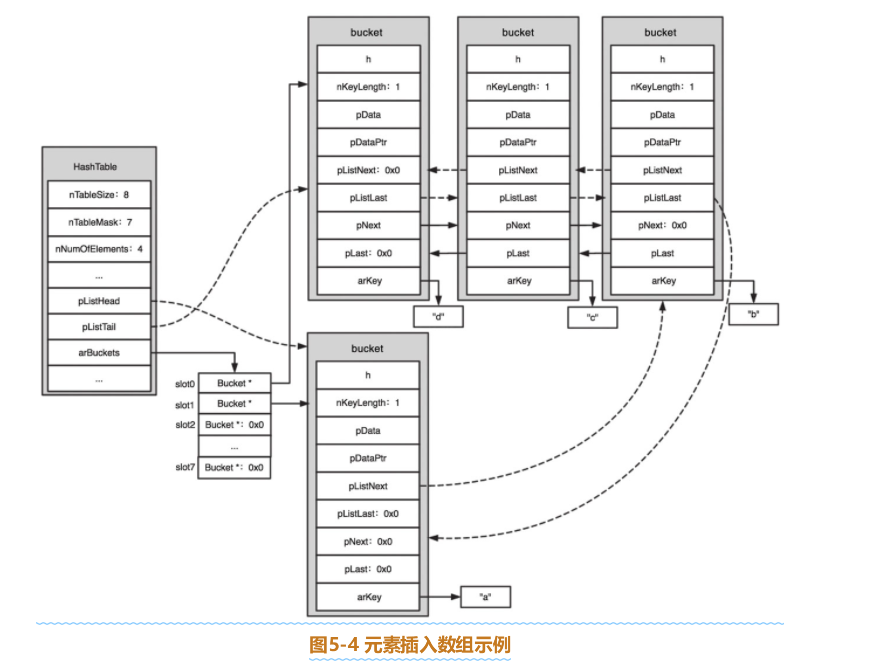 HashTable
nTableSize: 8
nTableMask: 7
nNumOfElements: 4
...
pListHead
pListTail
arBuckets
...
slot0 Bucket *
slot1 Bucket *
slot2 Bucket *: 0x0
...
slot7 Bucket *: 0x0
bucket
h
nKeyLength: 1
pData
pDataPtr
pListNext: 0x0
pListLast
pNext
pLast: 0x0
arKey
"d"
bucket
h
nKeyLength: 1
pData
pDataPtr
pListNext
pListLast
pNext
pLast
arKey
"c"
bucket
h
nKeyLength: 1
pData
pDataPtr
pListNext
pListLast
pNext: 0x0
pLast
arKey
"b"
bucket
h
nKeyLength: 1
pData
pDataPtr
pListNext
pListLast: 0x0
pNext: 0x0
pLast: 0x0
arKey
"a"
图5-4 元素插入数组示例